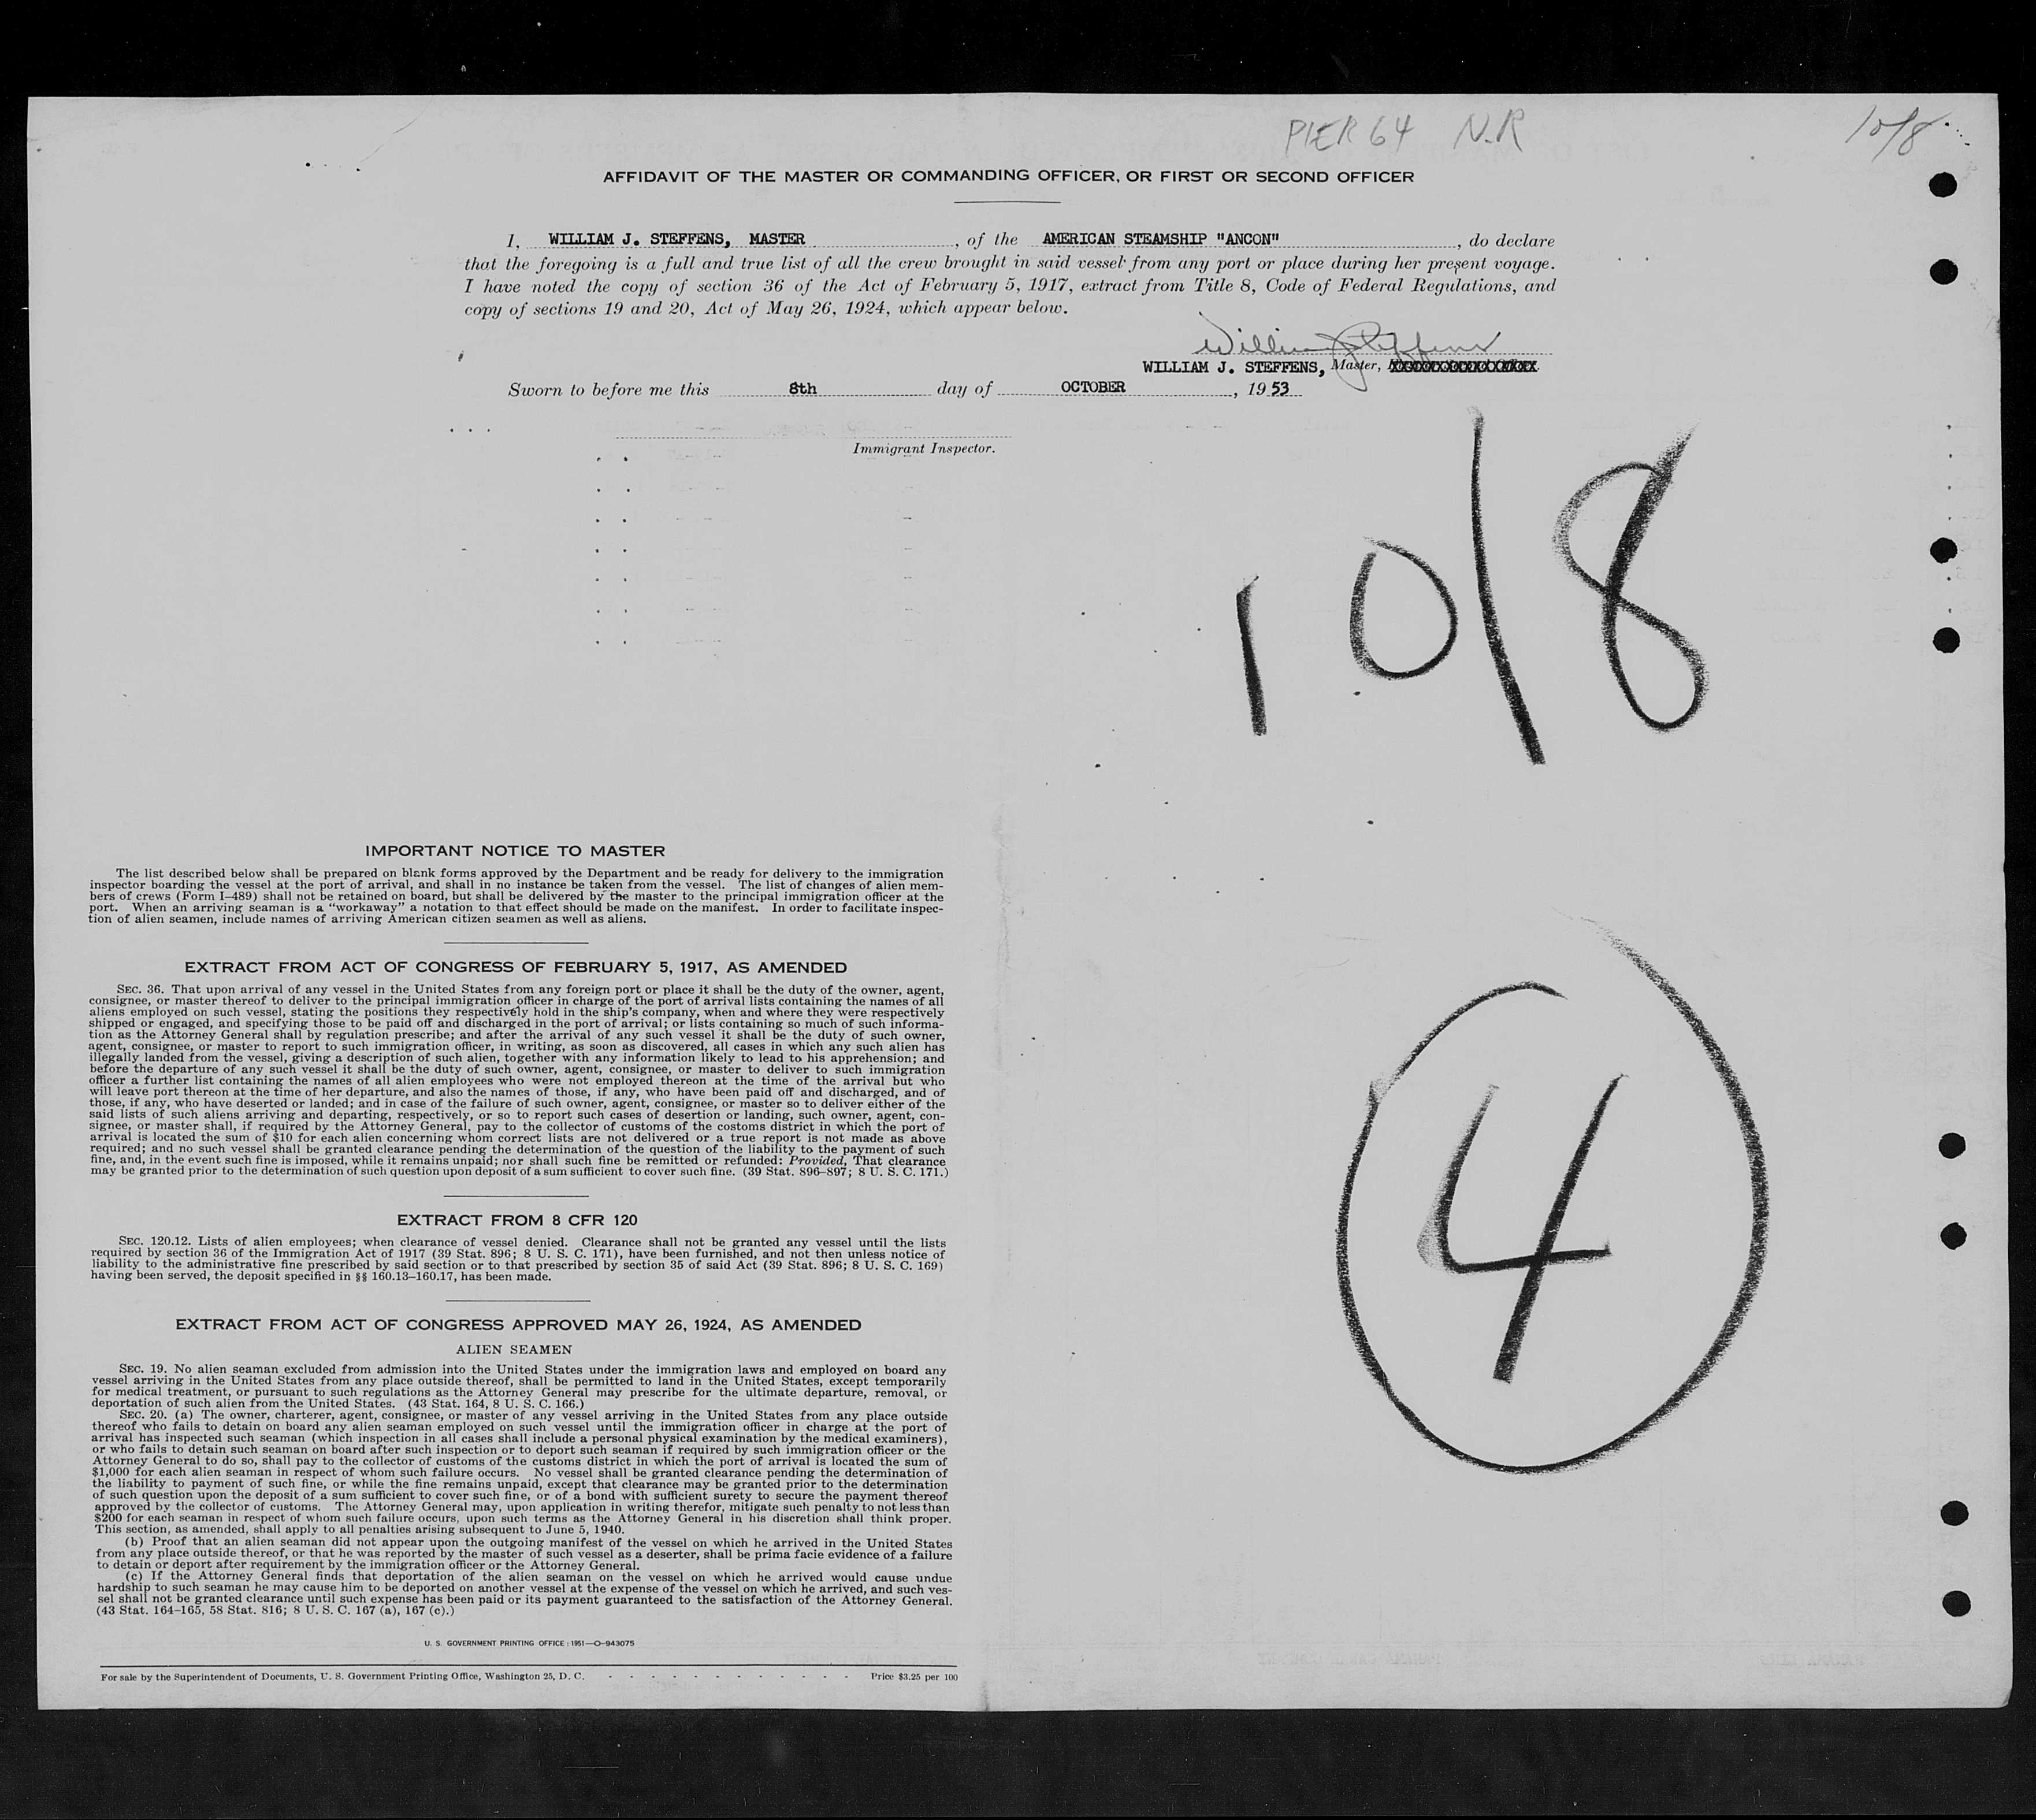 PIER 64 N.R
10/8
AFFIDAVIT OF THE MASTER OR COMMANDING OFFICER, OR FIRST OR SECOND OFFICER
I, WILLIAM J. STEFFENS, MASTER, of the AMERICAN STEAMSHIP "ANCON", do declare
that the foregoing is a full and true list of all the crew brought in said vessel from any port or place during her present voyage.
I have noted the copy of section 36 of the Act of February 5, 1917, extract from Title 8, Code of Federal Regulations, and
copy of sections 19 and 20, Act of May 26, 1924, which appear below.
William J Steffens
WILLIAM J. STEFFENS, Master,
Sworn to before me this 8th day of OCTOBER, 1953
Immigrant Inspector.
10/8
IMPORTANT NOTICE TO MASTER
The list described below shall be prepared on blank forms approved by the Department and be ready for delivery to the immigration
inspector boarding the vessel at the port of arrival, and shall in no instance be taken from the vessel. The list of changes of alien mem-
bers of crews (Form I–489) shall not be retained on board, but shall be delivered by the master to the principal immigration officer at the
port. When an arriving seaman is a “workaway” a notation to that effect should be made on the manifest. In order to facilitate inspec-
tion of alien seamen, include names of arriving American citizen seamen as well as aliens.
EXTRACT FROM ACT OF CONGRESS OF FEBRUARY 5, 1917, AS AMENDED
SEC. 36. That upon arrival of any vessel in the United States from any foreign port or place it shall be the duty of the owner, agent,
consignee, or master thereof to deliver to the principal immigration officer in charge of the port of arrival lists containing the names of all
aliens employed on such vessel, stating the positions they respectively hold in the ship's company, when and where they were respectively
shipped or engaged, and specifying those to be paid off and discharged in the port of arrival; or lists containing so much of such informa-
tion as the Attorney General shall by regulation prescribe; and after the arrival of any such vessel it shall be the duty of such owner,
agent, consignee, or master to report to such immigration officer, in writing, as soon as discovered, all cases in which any such alien has
illegally landed from the vessel, giving a description of such alien, together with any information likely to lead to his apprehension; and
before the departure of any such vessel it shall be the duty of such owner, agent, consignee, or master to deliver to such immigration
officer a further list containing the names of all alien employees who were not employed thereon at the time of the arrival but who
will leave port thereon at the time of her departure, and also the names of those, if any, who have been paid off and discharged, and of
those, if any, who have deserted or landed; and in case of the failure of such owner, agent, consignee, or master so to deliver either of the
said lists of such aliens arriving and departing, respectively, or so to report such cases of desertion or landing, such owner, agent, con-
signee, or master shall, if required by the Attorney General, pay to the collector of customs of the costoms district in which the port of
arrival is located the sum of $10 for each alien concerning whom correct lists are not delivered or a true report is not made as above
required; and no such vessel shall be granted clearance pending the determination of the question of the liability to the payment of such
fine, and, in the event such fine is imposed, while it remains unpaid; nor shall such fine be remitted or refunded: Provided, That clearance
may be granted prior to the determination of such question upon deposit of a sum sufficient to cover such fine. (39 Stat. 896–897; 8 U. S. C. 171.)
EXTRACT FROM 8 CFR 120
SEC. 120.12. Lists of alien employees; when clearance of vessel denied. Clearance shall not be granted any vessel until the lists
required by section 36 of the Immigration Act of 1917 (39 Stat. 896; 8 U. S. C. 171), have been furnished, and not then unless notice of
liability to the administrative fine prescribed by said section or to that prescribed by section 35 of said Act (39 Stat. 896; 8 U. S. C. 169)
having been served, the deposit specified in §§ 160.13–160.17, has been made.
EXTRACT FROM ACT OF CONGRESS APPROVED MAY 26, 1924, AS AMENDED
ALIEN SEAMEN
SEC. 19. No alien seaman excluded from admission into the United States under the immigration laws and employed on board any
vessel arriving in the United States from any place outside thereof, shall be permitted to land in the United States, except temporarily
for medical treatment, or pursuant to such regulations as the Attorney General may prescribe for the ultimate departure, removal, or
deportation of such alien from the United States. (43 Stat. 164, 8 U. S. C. 166.)
SEC. 20. (a) The owner, charterer, agent, consignee, or master of any vessel arriving in the United States from any place outside
thereof who fails to detain on board any alien seaman employed on such vessel until the immigration officer in charge at the port of
arrival has inspected such seaman (which inspection in all cases shall include a personal physical examination by the medical examiners),
or who fails to detain such seaman on board after such inspection or to deport such seaman if required by such immigration officer or the
Attorney General to do so, shall pay to the collector of customs of the customs district in which the port of arrival is located the sum of
$1,000 for each alien seaman in respect of whom such failure occurs. No vessel shall be granted clearance pending the determination of
the liability to payment of such fine, or while the fine remains unpaid, except that clearance may be granted prior to the determination
of such question upon the deposit of a sum sufficient to cover such fine, or of a bond with sufficient surety to secure the payment thereof
approved by the collector of customs. The Attorney General may, upon application in writing therefor, mitigate such penalty to not less than
$200 for each seaman in respect of whom such failure occurs, upon such terms as the Attorney General in his discretion shall think proper.
This section, as amended, shall apply to all penalties arising subsequent to June 5, 1940.
(b) Proof that an alien seaman did not appear upon the outgoing manifest of the vessel on which he arrived in the United States
from any place outside thereof, or that he was reported by the master of such vessel as a deserter, shall be prima facie evidence of a failure
to detain or deport after requirement by the immigration officer or the Attorney General.
(c) If the Attorney General finds that deportation of the alien seaman on the vessel on which he arrived would cause undue
hardship to such seaman he may cause him to be deported on another vessel at the expense of the vessel on which he arrived, and such ves-
sel shall not be granted clearance until such expense has been paid or its payment guaranteed to the satisfaction of the Attorney General.
(43 Stat. 164–165, 58 Stat. 816; 8 U. S. C. 167 (a), 167 (c).)
U. S. GOVERNMENT PRINTING OFFICE : 1951—O-943075
For sale by the Superintendent of Documents, U. S. Government Printing Office, Washington 25, D. C. - - - - - - - - - - - - Price $3.25 per 100
4